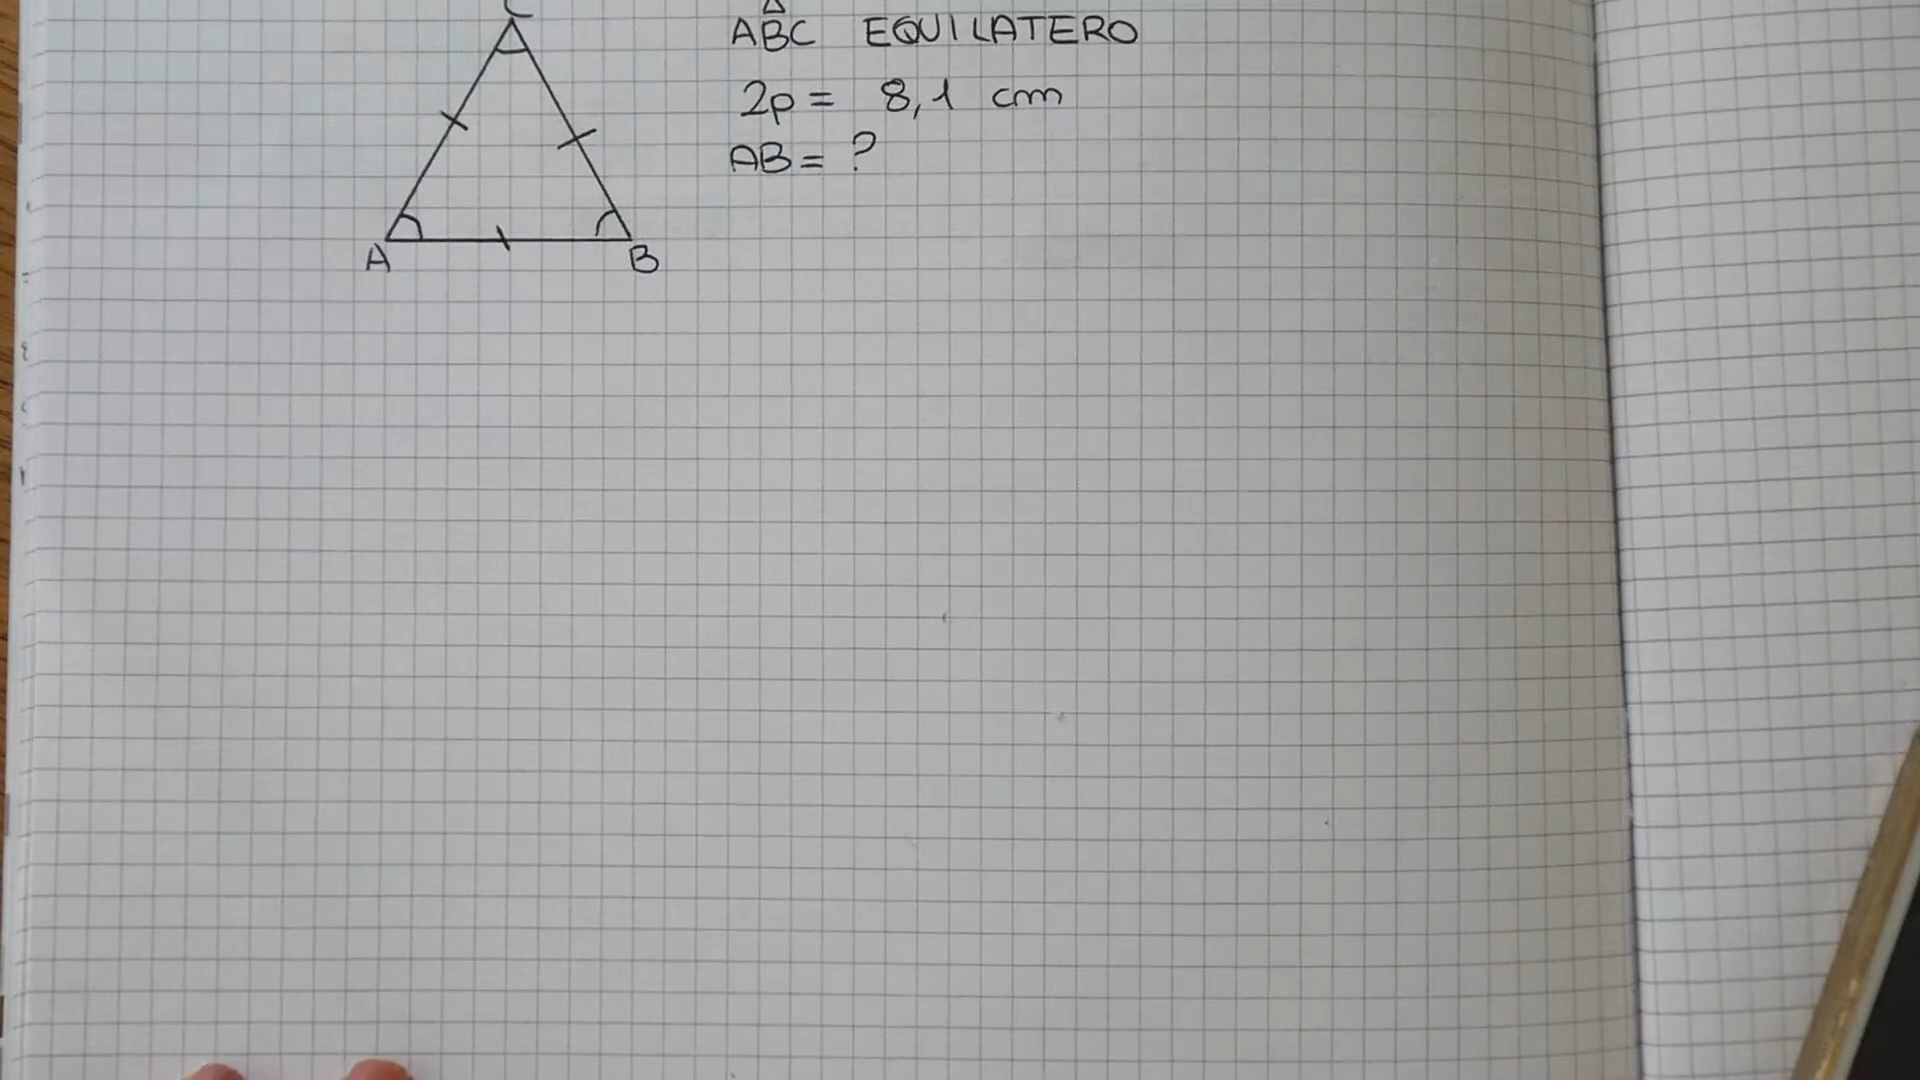 C
ABC EQUILATERO
2p = 8,1 cm
AB = ?
A B